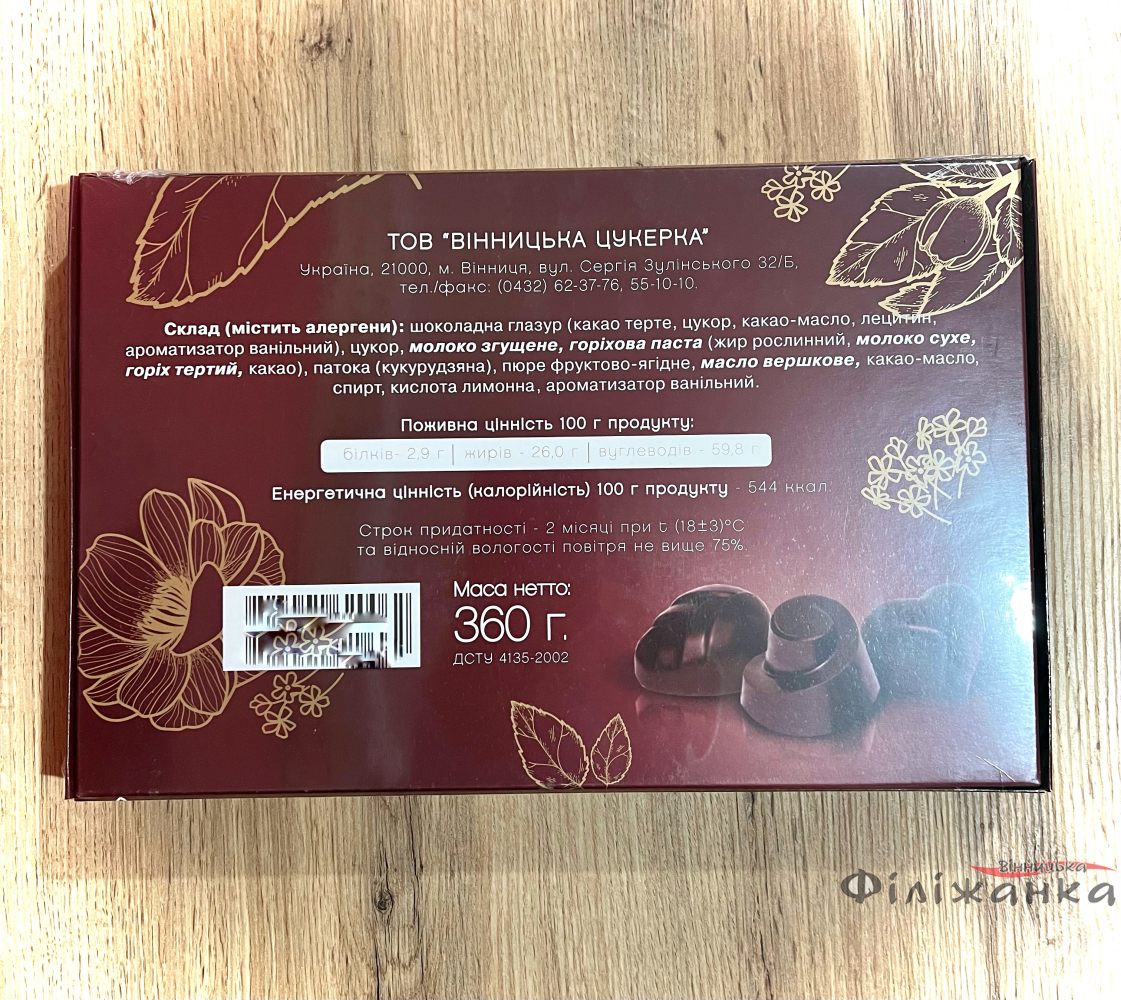 ТОВ "ВІННИЦЬКА ЦУКЕРКА"
Україна, 21000, м. Вінниця, вул. Сергія Зулінського 32/Б,
тел./факс: (0432) 62-37-76, 55-10-10.
Склад (містить алергени): шоколадна глазур (какао терте, цукор, какао-масло, лецитин,
ароматизатор ванільний), цукор, молоко згущене, горіхова паста (жир рослинний, молоко сухе,
горіх тертий, какао), патока (кукурудзяна), пюре фруктово-ягідне, масло вершкове, какао-масло,
спирт, кислота лимонна, ароматизатор ванільний.
Поживна цінність 100 г продукту:
білків- 2,9 г | жирів - 26,0 г | вуглеводів - 59,8 г
Енергетична цінність (калорійність) 100 г продукту - 544 ккал.
Строк придатності - 2 місяці при t (18±3)°С
та відносній вологості повітря не вище 75%.
Маса нетто:
360 г.
ДСТУ 4135-2002
Вінницька
Філіжанка